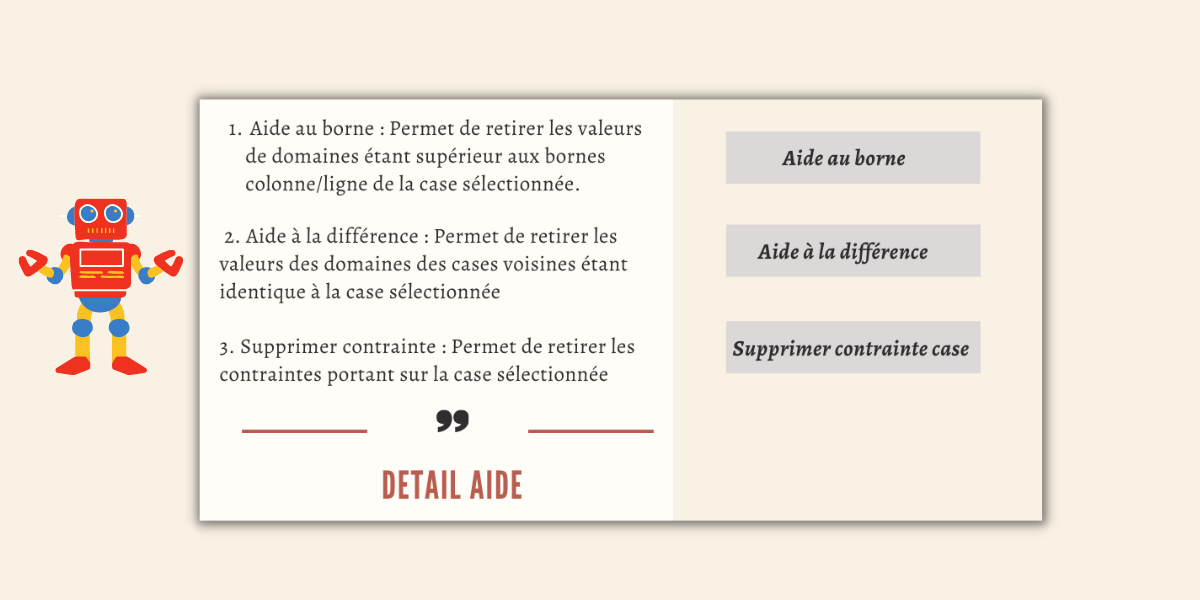 1. Aide au borne : Permet de retirer les valeurs
de domaines étant supérieur aux bornes
colonne/ligne de la case sélectionnée.
2. Aide à la différence : Permet de retirer les
valeurs des domaines des cases voisines étant
identique à la case sélectionnée
3. Supprimer contrainte : Permet de retirer les
contraintes portant sur la case sélectionnée
”
DETAIL AIDE
Aide au borne
Aide à la différence
Supprimer contrainte case